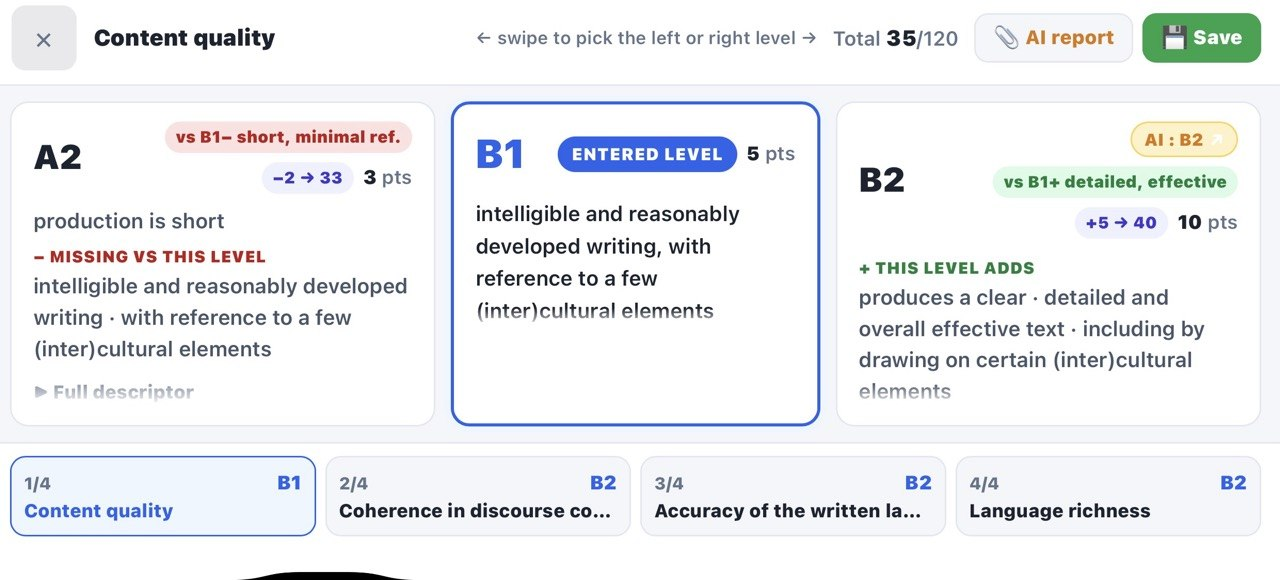 × Content quality ← swipe to pick the left or right level → Total 35/120 📎 AI report 💾 Save
A2
vs B1− short, minimal ref.
−2 → 33 3 pts
production is short
− MISSING VS THIS LEVEL
intelligible and reasonably developed
writing · with reference to a few
(inter)cultural elements
▶ Full descriptor
B1 ENTERED LEVEL 5 pts
intelligible and reasonably
developed writing, with
reference to a few
(inter)cultural elements
AI : B2 ↗
B2
vs B1+ detailed, effective
+5 → 40 10 pts
+ THIS LEVEL ADDS
produces a clear · detailed and
overall effective text · including by
drawing on certain (inter)cultural
elements
1/4 B1
Content quality
2/4 B2
Coherence in discourse co...
3/4 B2
Accuracy of the written la...
4/4 B2
Language richness